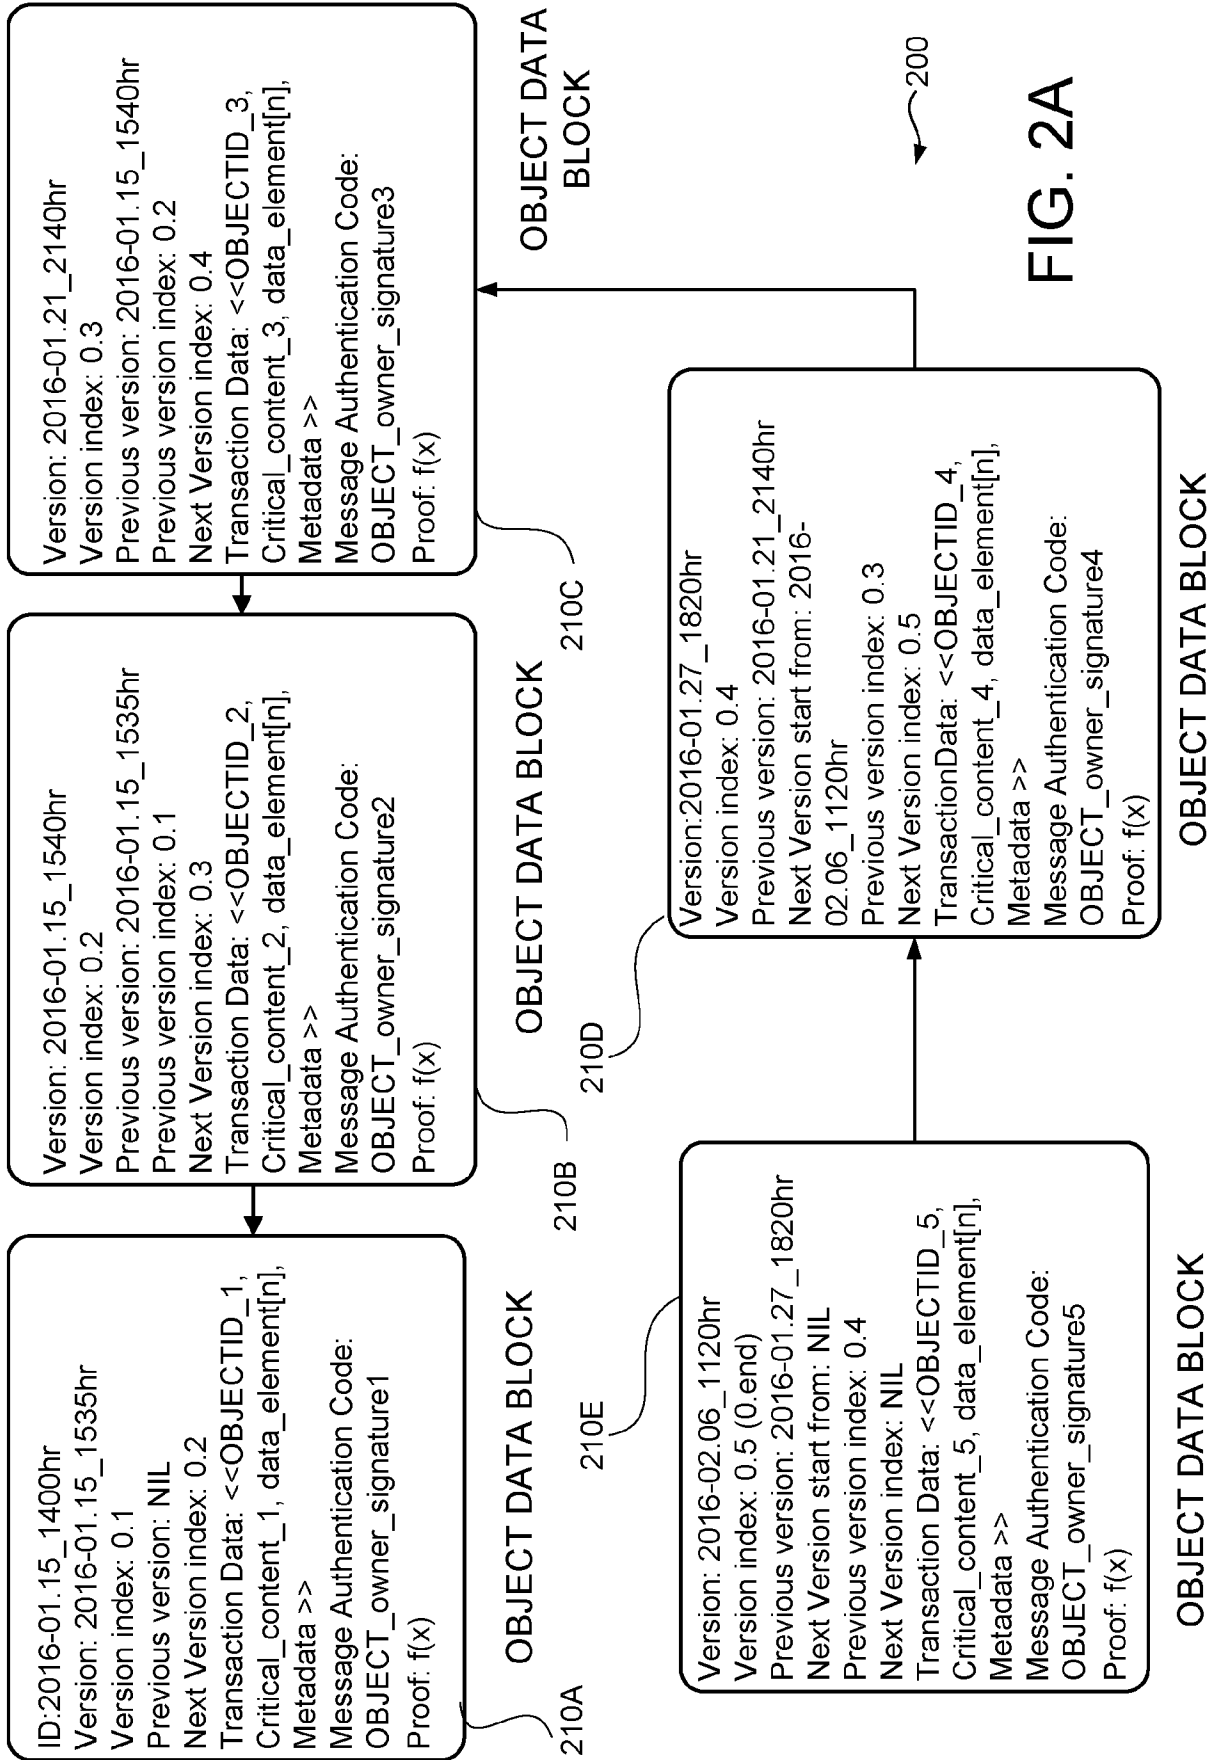 ID:2016-01.15_1400hr
Version: 2016-01.15_1535hr
Version index: 0.1
Previous version: NIL
Next Version index: 0.2
Transaction Data: <<OBJECTID_1,
Critical_content_1, data_element[n],
Metadata >>
Message Authentication Code:
OBJECT_owner_signature1
Proof: f(x)
OBJECT DATA BLOCK
210A
Version: 2016-01.15_1540hr
Version index: 0.2
Previous version: 2016-01.15_1535hr
Previous version index: 0.1
Next Version index: 0.3
Transaction Data: <<OBJECTID_2,
Critical_content_2, data_element[n],
Metadata >>
Message Authentication Code:
OBJECT_owner_signature2
Proof: f(x)
OBJECT DATA BLOCK
210B
Version: 2016-01.21_2140hr
Version index: 0.3
Previous version: 2016-01.15_1540hr
Previous version index: 0.2
Next Version index: 0.4
Transaction Data: <<OBJECTID_3,
Critical_content_3, data_element[n],
Metadata >>
Message Authentication Code:
OBJECT_owner_signature3
Proof: f(x)
OBJECT DATA
BLOCK
210C
210E
Version: 2016-02.06_1120hr
Version index: 0.5 (0.end)
Previous version: 2016-01.27_1820hr
Next Version start from: NIL
Previous version index: 0.4
Next Version index: NIL
Transaction Data: <<OBJECTID_5,
Critical_content_5, data_element[n],
Metadata >>
Message Authentication Code:
OBJECT_owner_signature5
Proof: f(x)
OBJECT DATA BLOCK
210D
Version:2016-01.27_1820hr
Version index: 0.4
Previous version: 2016-01.21_2140hr
Next Version start from: 2016-
02.06_1120hr
Previous version index: 0.3
Next Version index: 0.5
TransactionData: <<OBJECTID_4,
Critical_content_4, data_element[n],
Metadata >>
Message Authentication Code:
OBJECT_owner_signature4
Proof: f(x)
OBJECT DATA BLOCK
200
FIG. 2A